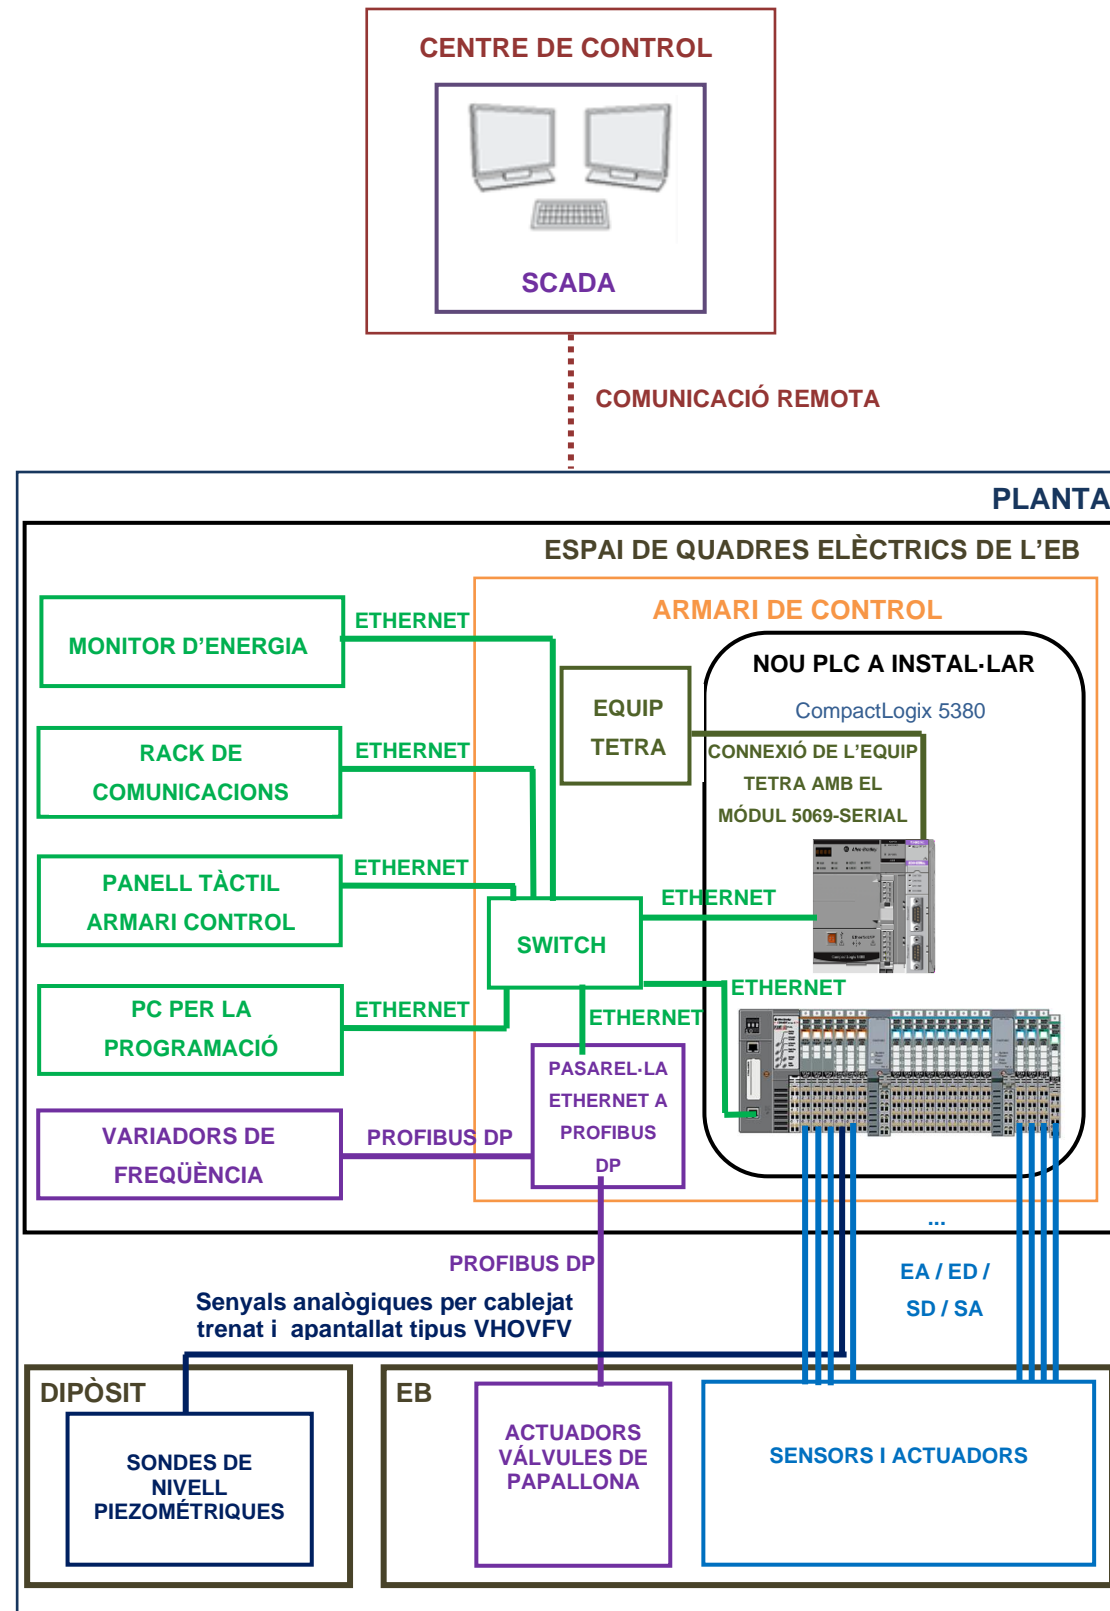 CENTRE DE CONTROL
SCADA
COMUNICACIÓ REMOTA
PLANTA
ESPAI DE QUADRES ELÈCTRICS DE L'EB
ARMARI DE CONTROL
MONITOR D'ENERGIA
ETHERNET
NOU PLC A INSTAL·LAR
CompactLogix 5380
EQUIP
TETRA
CONNEXIÓ DE L'EQUIP
TETRA AMB EL
MÓDUL 5069-SERIAL
RACK DE
COMUNICACIONS
ETHERNET
PANELL TÀCTIL
ARMARI CONTROL
ETHERNET
SWITCH
ETHERNET
ETHERNET
PC PER LA
PROGRAMACIÓ
ETHERNET
ETHERNET
PASAREL·LA
ETHERNET A
PROFIBUS
DP
VARIADORS DE
FREQÜÈNCIA
PROFIBUS DP
...
PROFIBUS DP
EA / ED /
SD / SA
Senyals analògiques per cablejat
trenat i apantallat tipus VHOVFV
DIPÒSIT
SONDES DE
NIVELL
PIEZOMÉTRIQUES
EB
ACTUADORS
VÁLVULES DE
PAPALLONA
SENSORS I ACTUADORS